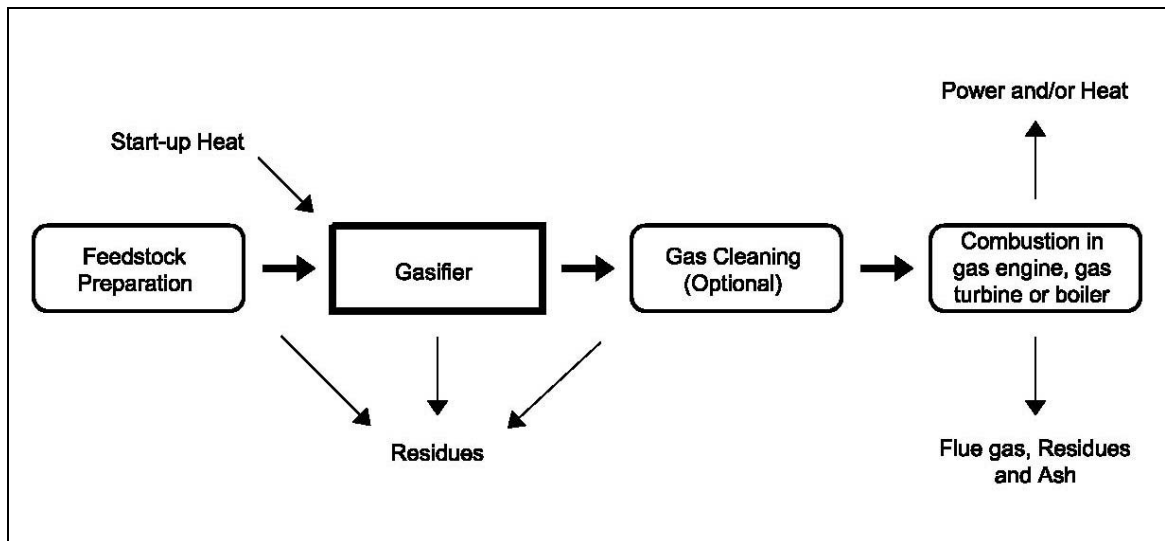 Power and/or Heat
Start-up Heat
Feedstock
Preparation
Gasifier
Gas Cleaning
(Optional)
Combustion in
gas engine, gas
turbine or boiler
Residues
Flue gas, Residues
and Ash